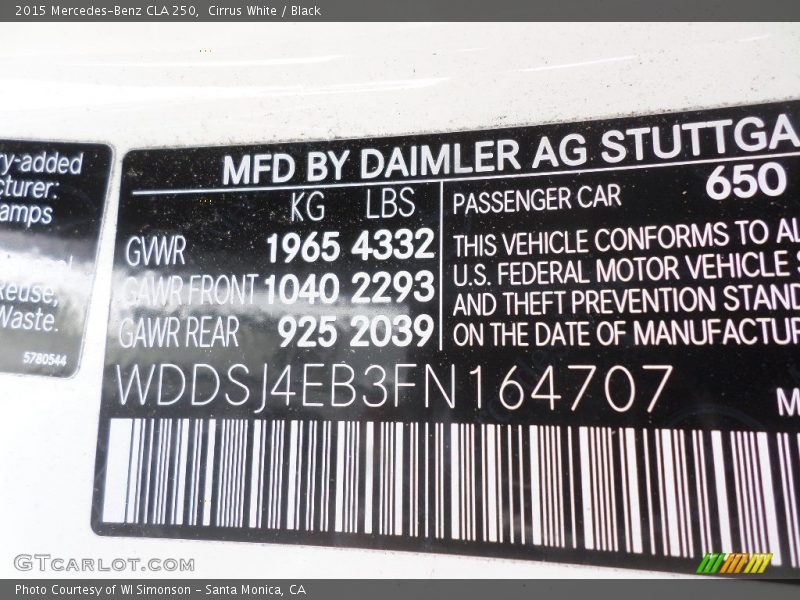 2015 Mercedes-Benz CLA 250,  Cirrus White / Black
ry-added
cturer:
amps
Reuse,
Waste.
5780544
MFD BY DAIMLER AG STUTTGA
KG LBS
GVWR 1965 4332
GAWR FRONT 1040 2293
GAWR REAR 925 2039
PASSENGER CAR 650
THIS VEHICLE CONFORMS TO AL
U.S. FEDERAL MOTOR VEHICLE S
AND THEFT PREVENTION STAND
ON THE DATE OF MANUFACTUR
WDDSJ4EB3FN164707
M
GTCARLOT.COM
Photo Courtesy of WI Simonson - Santa Monica, CA